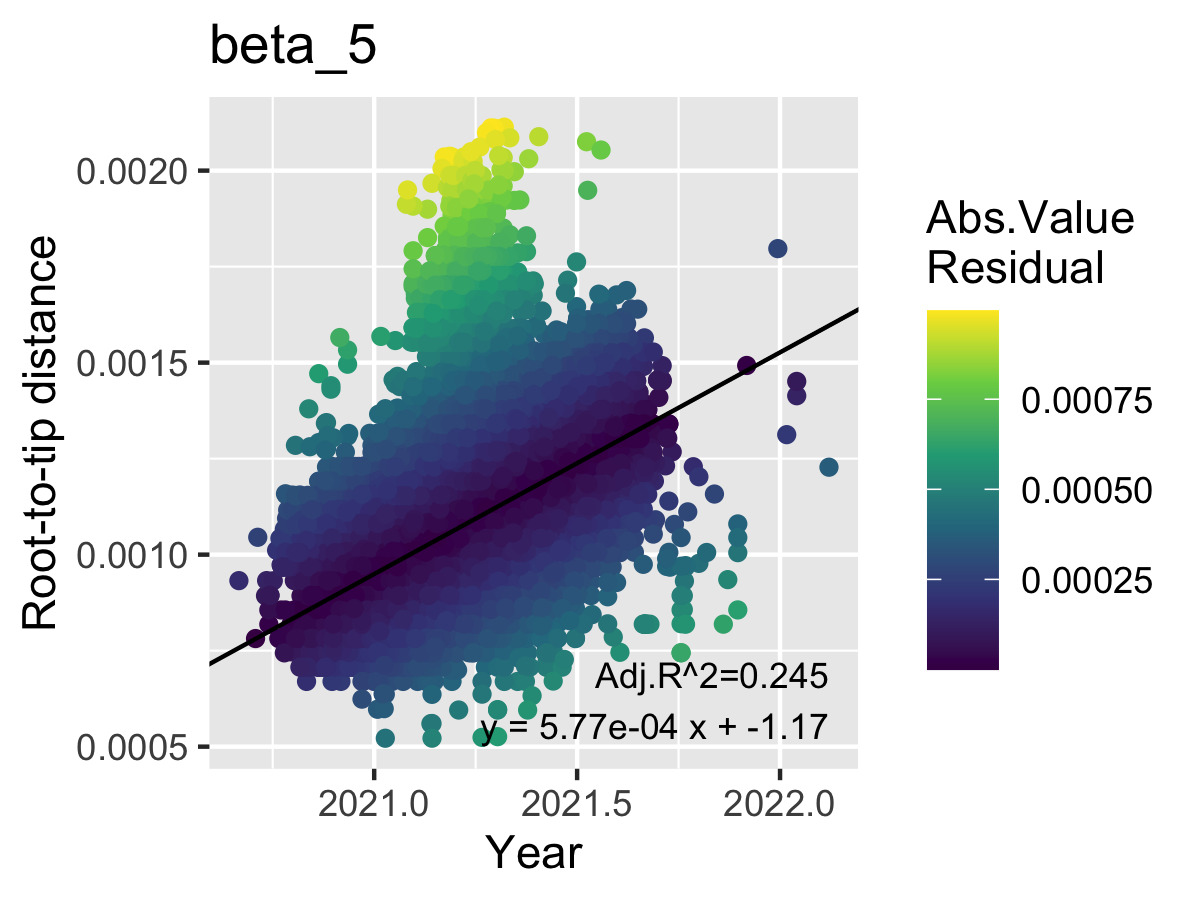 beta_5
Root-to-tip distance
0.0020
0.0015
0.0010
0.0005
Adj.R^2=0.245
y = 5.77e-04 x + -1.17
2021.0
2021.5
2022.0
Year
Abs.Value
Residual
0.00075
0.00050
0.00025